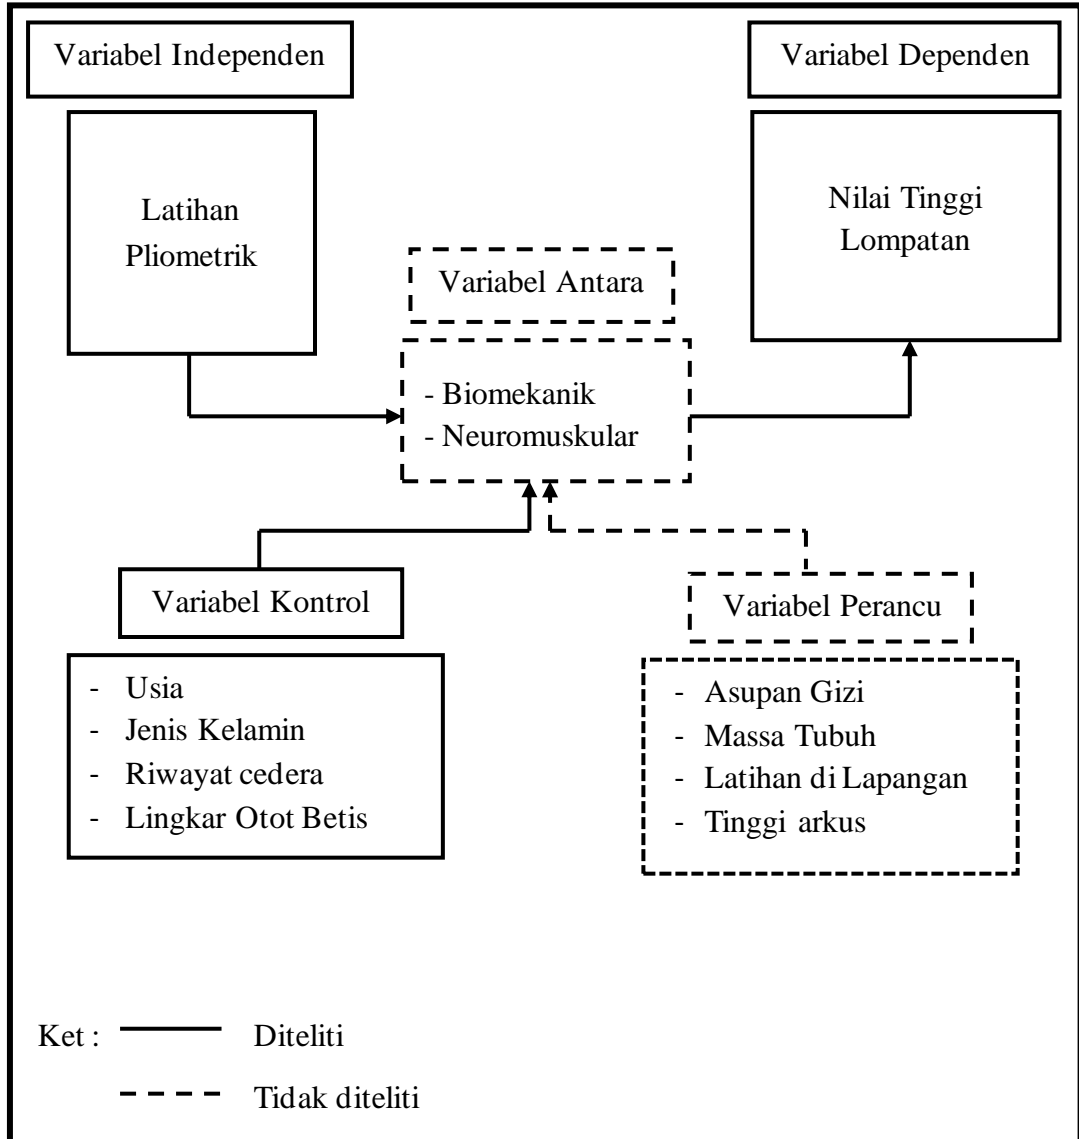 Variabel Independen
Variabel Dependen
Latihan
Pliometrik
Nilai Tinggi
Lompatan
Variabel Antara
- Biomekanik
- Neuromuskular
Variabel Kontrol
- Usia
- Jenis Kelamin
- Riwayat cedera
- Lingkar Otot Betis
Variabel Perancu
- Asupan Gizi
- Massa Tubuh
- Latihan di Lapangan
- Tinggi arkus
Ket : Diteliti
Tidak diteliti